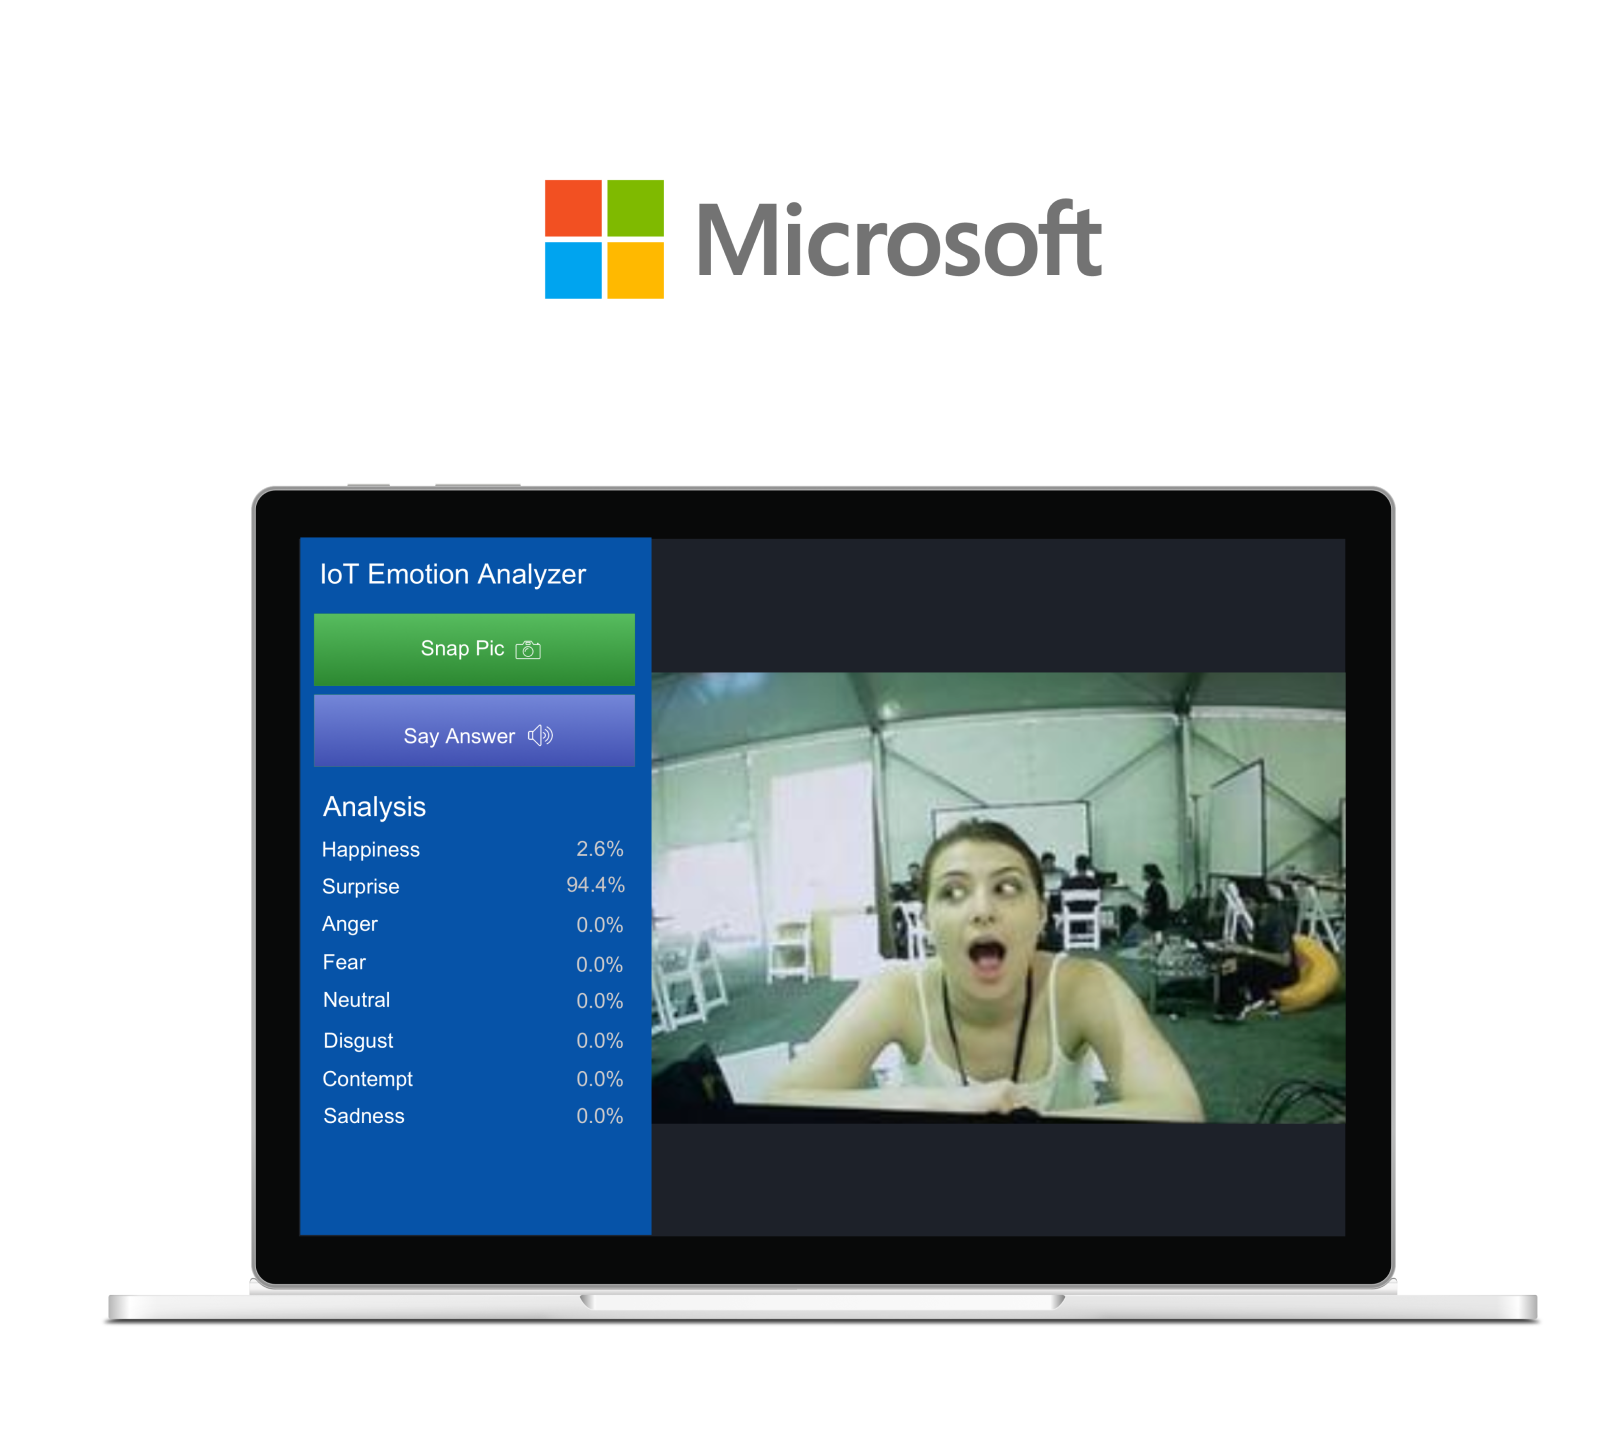 Microsoft
IoT Emotion Analyzer
Snap Pic
Say Answer
Analysis
Happiness 2.6%
Surprise 94.4%
Anger 0.0%
Fear 0.0%
Neutral 0.0%
Disgust 0.0%
Contempt 0.0%
Sadness 0.0%